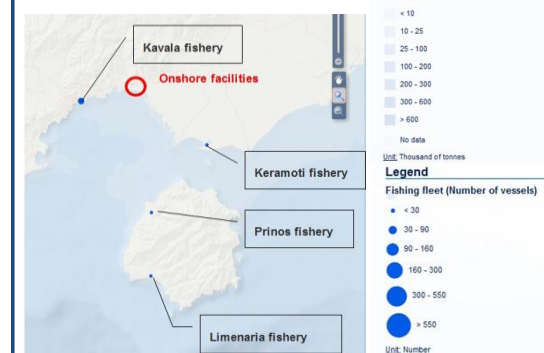 Kavala fishery
Onshore facilities
Keramoti fishery
Prinos fishery
Limenaria fishery
< 10
10 - 25
25 - 100
100 - 200
200 - 300
300 - 600
> 600
No data
Unit: Thousand of tonnes
Legend
Fishing fleet (Number of vessels)
< 30
30 - 90
90 - 160
160 - 300
300 - 550
> 550
Unit: Number